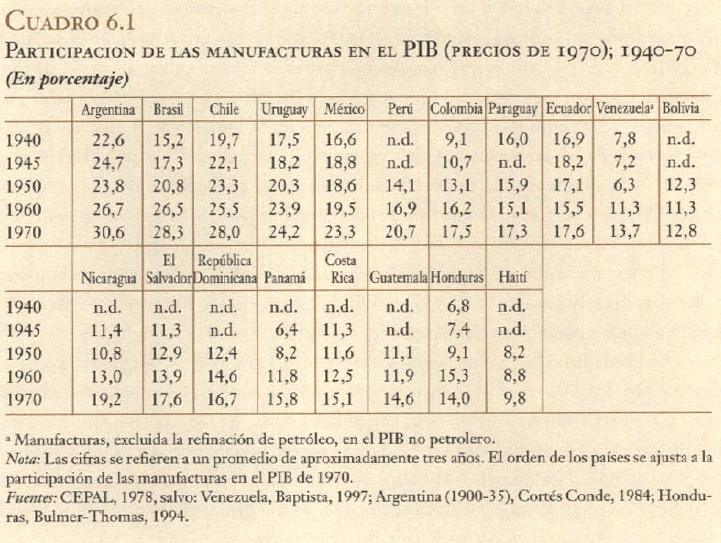 CUADRO 6.1
PARTICIPACION DE LAS MANUFACTURAS EN EL PIB (PRECIOS DE 1970); 1940-70
(En porcentaje)
Argentina Brasil Chile Uruguay México Perú Colombia Paraguay Ecuador Venezuelaª Bolivia
1940 22,6 15,2 19,7 17,5 16,6 n.d. 9,1 16,0 16,9 7,8 n.d.
1945 24,7 17,3 22,1 18,2 18,8 n.d. 10,7 n.d. 18,2 7,2 n.d.
1950 23,8 20,8 23,3 20,3 18,6 14,1 13,1 15,9 17,1 6,3 12,3
1960 26,7 26,5 25,5 23,9 19,5 16,9 16,2 15,1 15,5 11,3 11,3
1970 30,6 28,3 28,0 24,2 23,3 20,7 17,5 17,3 17,6 13,7 12,8
El República Costa
Nicaragua Salvador Dominicana Panamá Rica Guatemala Honduras Haití
1940 n.d. n.d. n.d. n.d. n.d. n.d. 6,8 n.d.
1945 11,4 11,3 n.d. 6,4 11,3 n.d. 7,4 n.d.
1950 10,8 12,9 12,4 8,2 11,6 11,1 9,1 8,2
1960 13,0 13,9 14,6 11,8 12,5 11,9 15,3 8,8
1970 19,2 17,6 16,7 15,8 15,1 14,6 14,0 9,8
ª Manufacturas, excluida la refinación de petróleo, en el PIB no petrolero.
Nota: Las cifras se refieren a un promedio de aproximadamente tres años. El orden de los países se ajusta a la
participación de las manufacturas en el PIB de 1970.
Fuentes: CEPAL, 1978, salvo: Venezuela, Baptista, 1997; Argentina (1900-35), Cortés Conde, 1984; Hondu-
ras, Bulmer-Thomas, 1994.